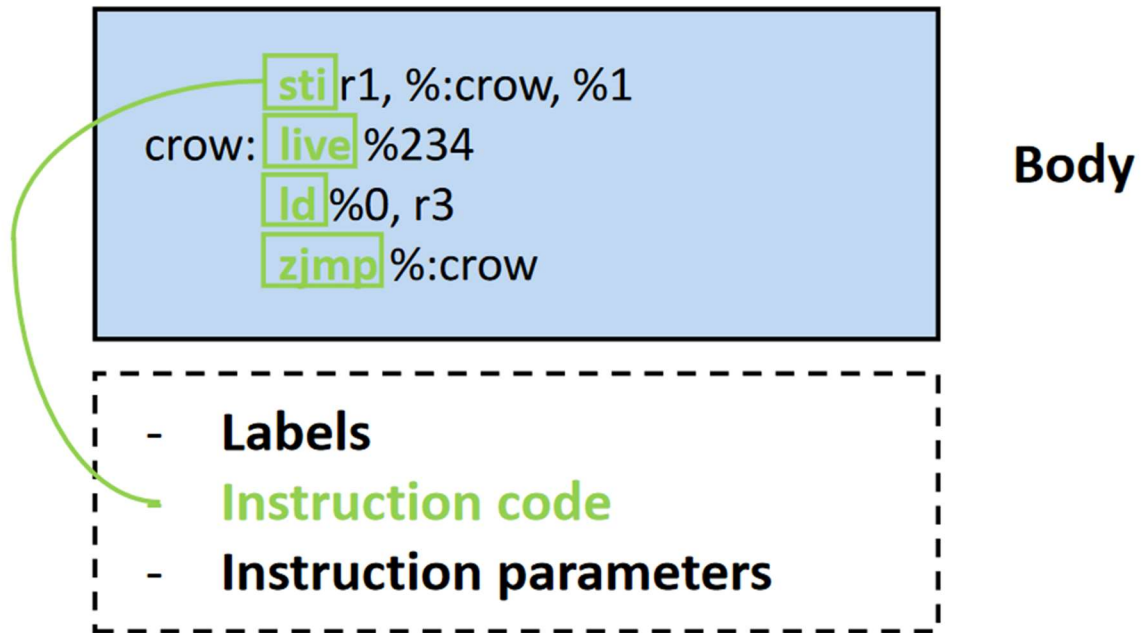 sti r1, %:crow, %1
crow: live %234
ld %0, r3
zjmp %:crow
Body
- Labels
- Instruction code
- Instruction parameters